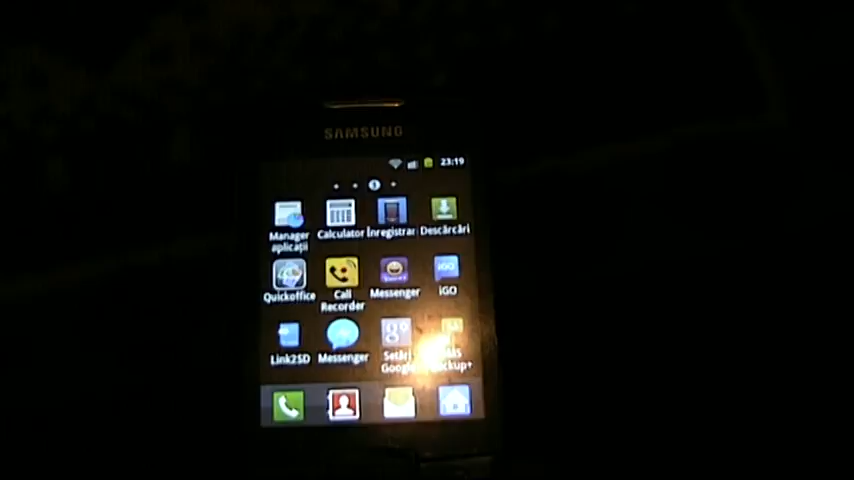 SAMSUNG
23:19
Manager
aplicații
Calculator
Înregistrar
Descărcări
Quickoffice
Call
Recorder
Messenger
iGO
Link2SD
Messenger
Setări
Google